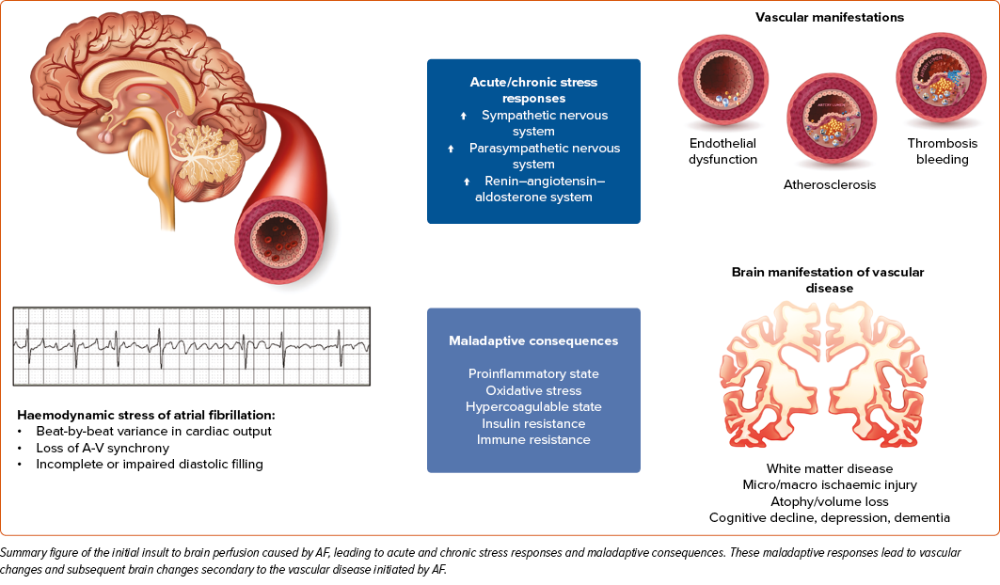 Vascular manifestations
Acute/chronic stress
responses
⬆ Sympathetic nervous
system
⬆ Parasympathetic nervous
system
⬆ Renin–angiotensin–
aldosterone system
Endothelial
dysfunction
ARTERY LUMEN
Atherosclerosis
Thrombosis
bleeding
Haemodynamic stress of atrial fibrillation:
• Beat-by-beat variance in cardiac output
• Loss of A-V synchrony
• Incomplete or impaired diastolic filling
Maladaptive consequences
Proinflammatory state
Oxidative stress
Hypercoagulable state
Insulin resistance
Immune resistance
Brain manifestation of vascular
disease
White matter disease
Micro/macro ischaemic injury
Atophy/volume loss
Cognitive decline, depression, dementia
Summary figure of the initial insult to brain perfusion caused by AF, leading to acute and chronic stress responses and maladaptive consequences. These maladaptive responses lead to vascular
changes and subsequent brain changes secondary to the vascular disease initiated by AF.